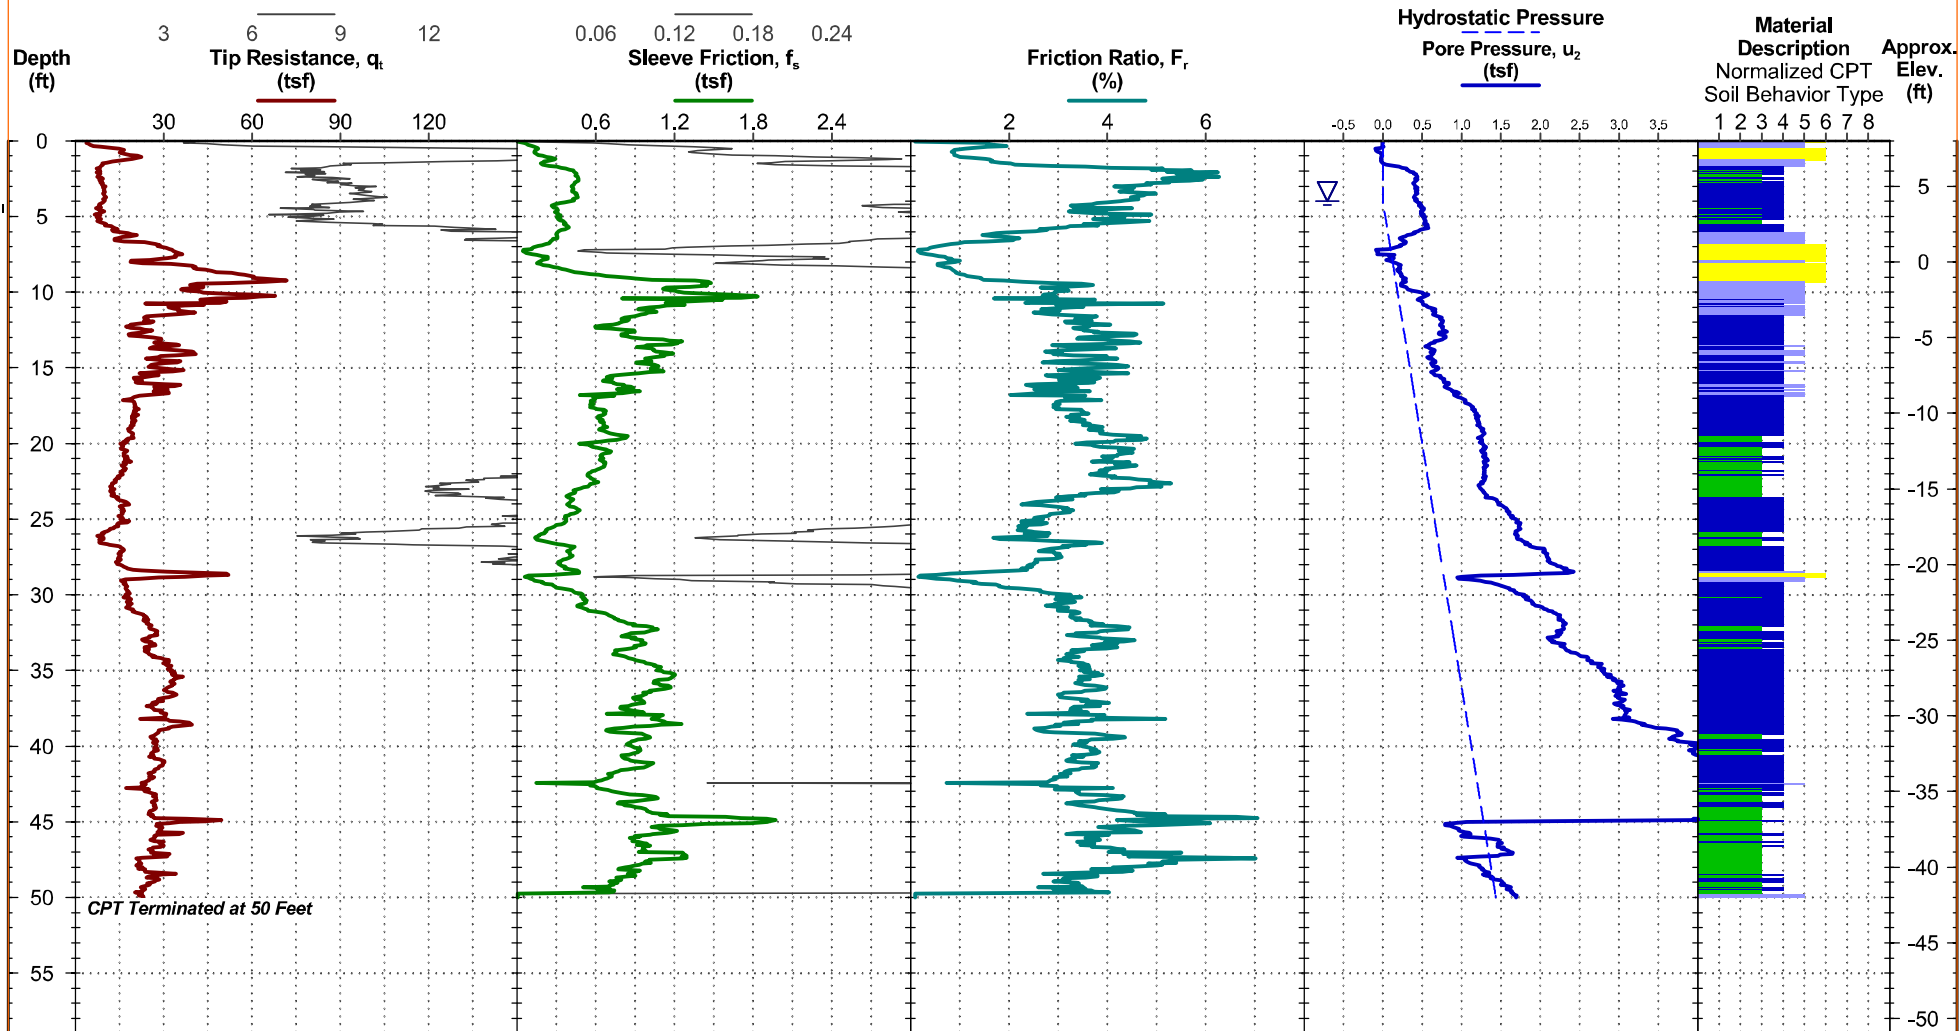 3 6 9 12
0.06 0.12 0.18 0.24
Hydrostatic Pressure
Material
Description
Normalized CPT
Soil Behavior Type
Depth
(ft)
Tip Resistance, qt
(tsf)
Sleeve Friction, fs
(tsf)
Friction Ratio, Fr
(%)
Pore Pressure, u2
(tsf)
Approx.
Elev.
(ft)
30 60 90 120
0.6 1.2 1.8 2.4
2 4 6
-0.5 0.0 0.5 1.0 1.5 2.0 2.5 3.0 3.5
1 2 3 4 5 6 7 8
0
5
5
0
10
-5
15
-10
20
-15
25
-20
30
-25
35
-30
40
-35
45
-40
50
CPT Terminated at 50 Feet
-45
55
-50